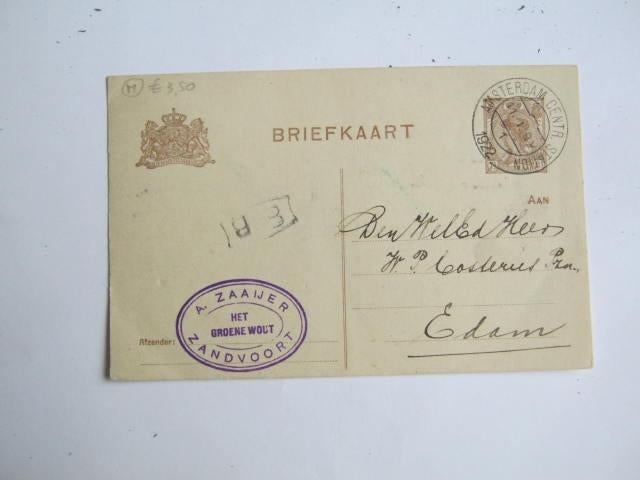 M € 3,50
BRIEFKAART
AMSTERDAM CENTR. STATION
1922
AAN
Den WelEd Heer
W. P. Costerus Pzn.,
Edam
A. ZAAIJER
HET
GROENE WOUT
ZANDVOORT
Afzender: